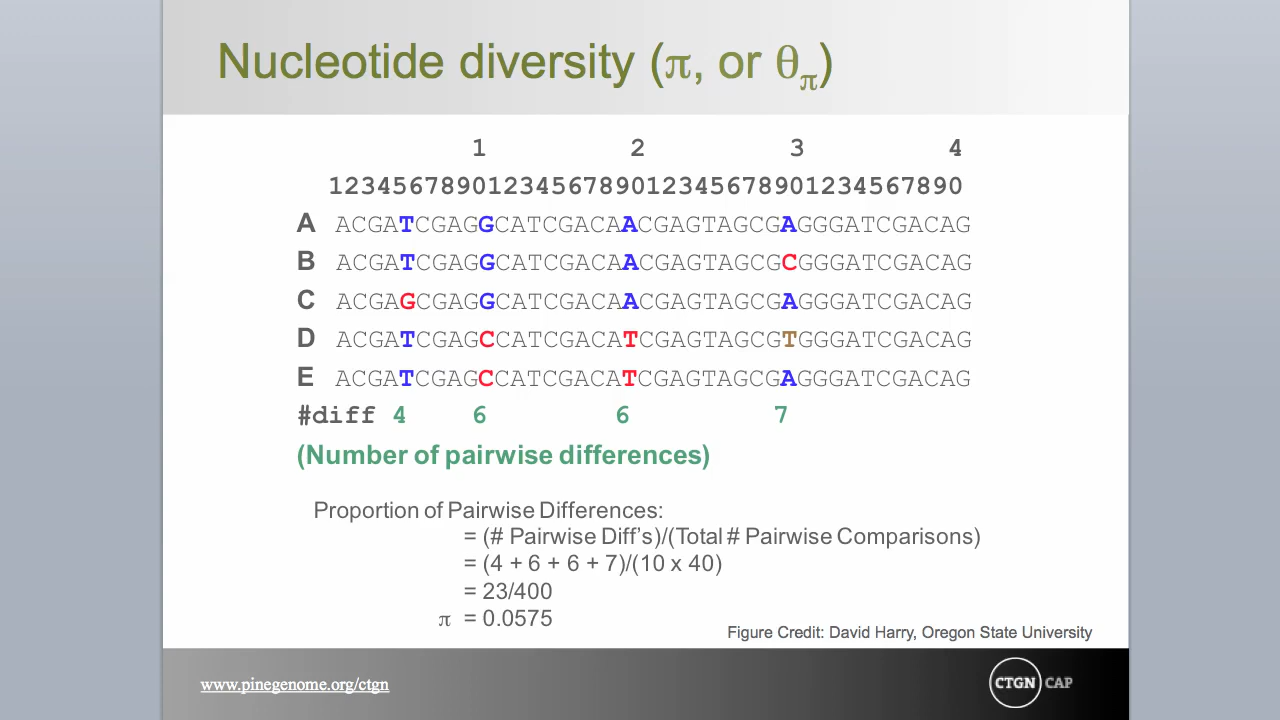 Nucleotide diversity (π, or θπ)
1 2 3 4
1234567890123456789012345678901234567890
A ACGATCGAGGCATCGACAACGAGTAGCGAGGGATCGACAG
B ACGATCGAGGCATCGACAACGAGTAGCGCGGGATCGACAG
C ACGAGCGAGGCATCGACAACGAGTAGCGAGGGATCGACAG
D ACGATCGAGCCATCGACATCGAGTAGCGTGGGATCGACAG
E ACGATCGAGCCATCGACATCGAGTAGCGAGGGATCGACAG
#diff 4 6 6 7
(Number of pairwise differences)
Proportion of Pairwise Differences:
= (# Pairwise Diff's)/(Total # Pairwise Comparisons)
= (4 + 6 + 6 + 7)/(10 x 40)
= 23/400
π = 0.0575
Figure Credit: David Harry, Oregon State University
www.pinegenome.org/ctgn
CTGN CAP